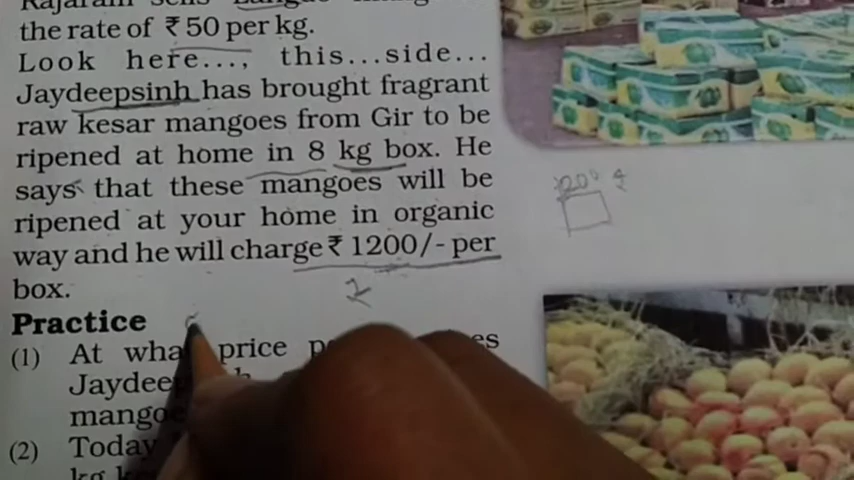 the rate of ₹ 50 per kg.
Look here..., this...side...
Jaydeepsinh has brought fragrant
raw kesar mangoes from Gir to be
ripened at home in 8 kg box. He
says that these mangoes will be
ripened at your home in organic
way and he will charge ₹ 1200/- per
box.
Practice
(1) At what price
Jaydee
mango
(2) Today